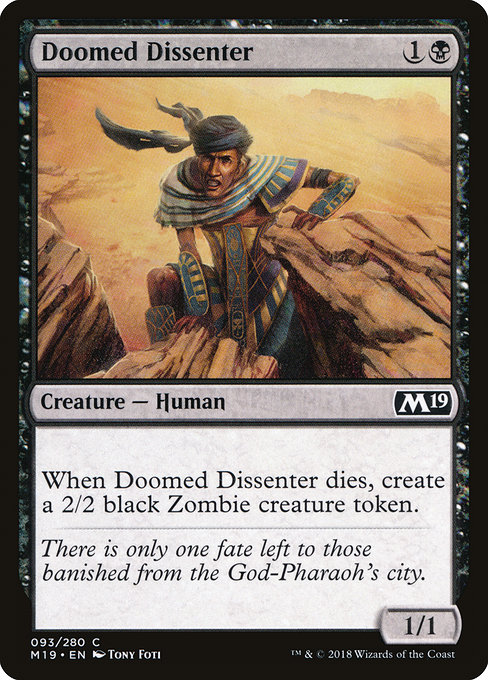 Doomed Dissenter 1
Creature — Human M19
When Doomed Dissenter dies, create
a 2/2 black Zombie creature token.
There is only one fate left to those
banished from the God-Pharaoh's city.
1/1
093/280 C
M19 • EN Tony Foti ™ & © 2018 Wizards of the Coast